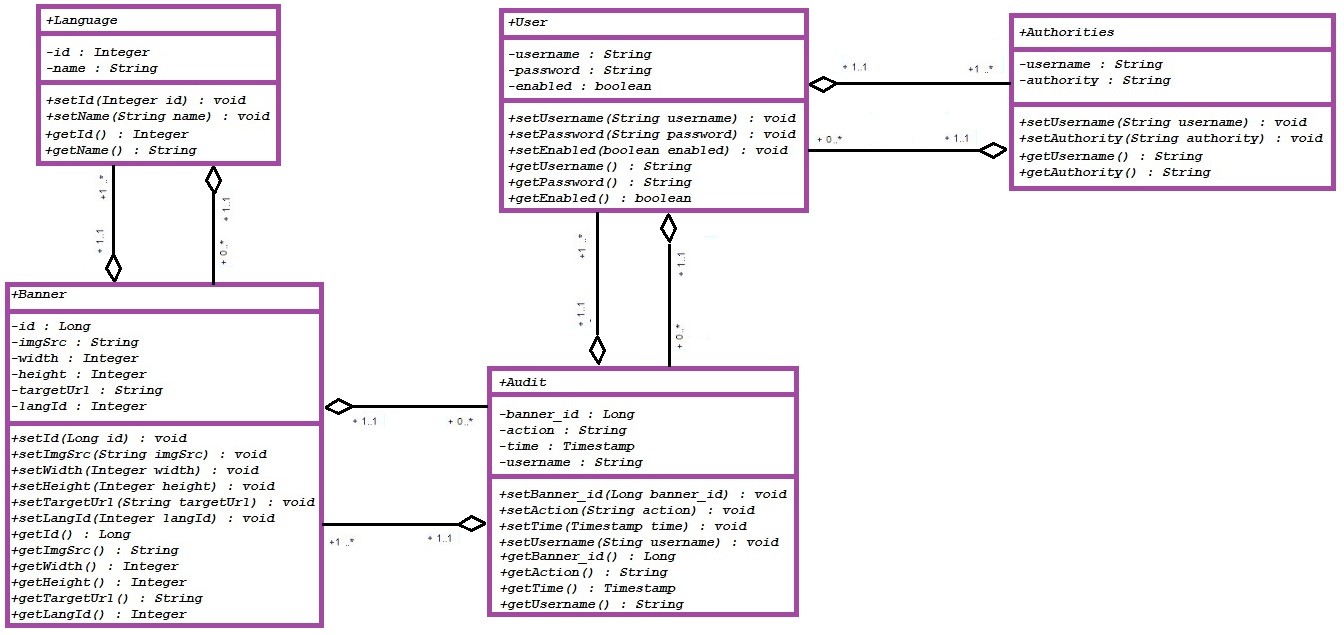 +Language
-id : Integer
-name : String
+setId(Integer id) : void
+setName(String name) : void
+getId() : Integer
+getName() : String
+User
-username : String
-password : String
-enabled : boolean
+setUsername(String username) : void
+setPassword(String password) : void
+setEnabled(boolean enabled) : void
+getUsername() : String
+getPassword() : String
+getEnabled() : boolean
+ 1..1
+1 ..*
+ 0..*
+ 1..1
+Authorities
-username : String
-authority : String
+setUsername(String username) : void
+setAuthority(String authority) : void
+getUsername() : String
+getAuthority() : String
+1 ..*
+ 1..1
+ 1..1
+ 0..*
+1 ..*
+ 1..1
+ 1..1
+ 0..*
+Banner
-id : Long
-imgSrc : String
-width : Integer
-height : Integer
-targetUrl : String
-langId : Integer
+setId(Long id) : void
+setImgSrc(String imgSrc) : void
+setWidth(Integer width) : void
+setHeight(Integer height) : void
+setTargetUrl(String targetUrl) : void
+setLangId(Integer langId) : void
+getId() : Long
+getImgSrc() : String
+getWidth() : Integer
+getHeight() : Integer
+getTargetUrl() : String
+getLangId() : Integer
+ 1..1
+ 0..*
+1 ..*
+ 1..1
+Audit
-banner_id : Long
-action : String
-time : Timestamp
-username : String
+setBanner_id(Long banner_id) : void
+setAction(String action) : void
+setTime(Timestamp time) : void
+setUsername(Sting username) : void
+getBanner_id() : Long
+getAction() : String
+getTime() : Timestamp
+getUsername() : String